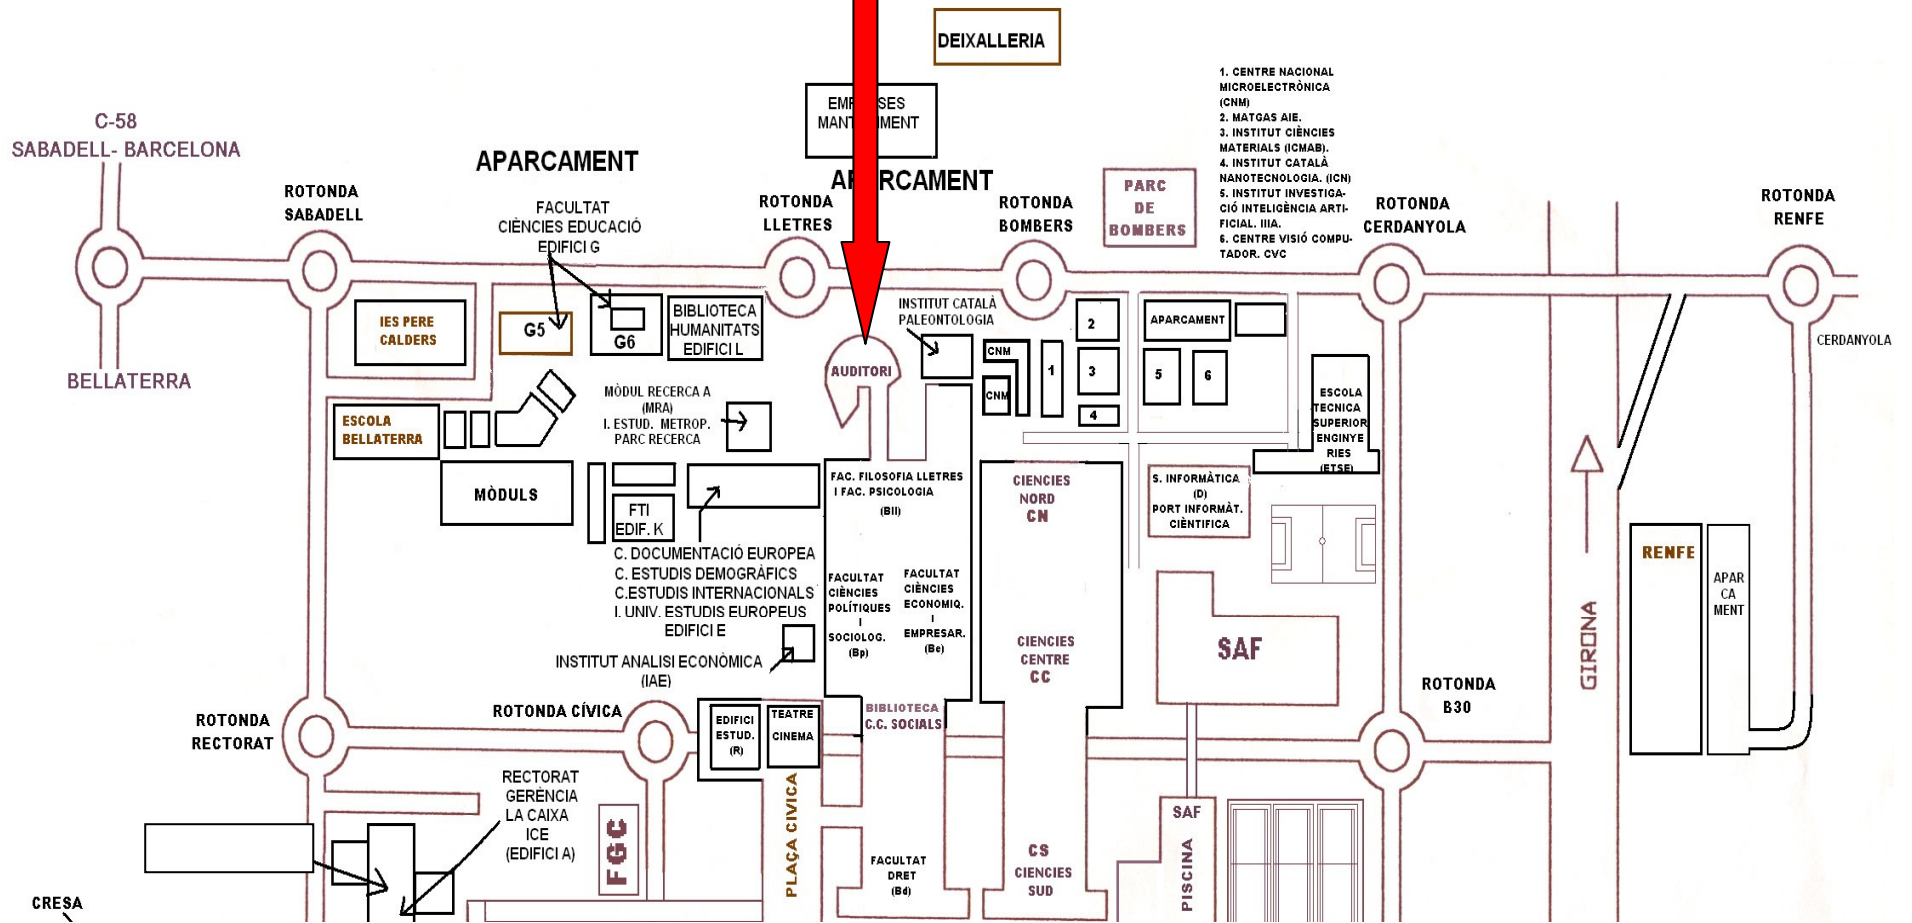 DEIXALLERIA
1. CENTRE NACIONAL
MICROELECTRÒNICA
(CNM)
2. MATGAS AIE.
3. INSTITUT CIÈNCIES
MATERIALS (ICMAB).
4. INSTITUT CATALÀ
NANOTECNOLOGIA. (ICN)
5. INSTITUT INVESTIGA-
CIÓ INTELIGÈNCIA ARTI-
FICIAL. IIIA.
6. CENTRE VISIÓ COMPU-
TADOR. CVC
C-58
SABADELL- BARCELONA
APARCAMENT
ROTONDA
SABADELL
FACULTAT
CIÈNCIES EDUCACIÓ
EDIFICI G
ROTONDA
LLETRES
ROTONDA
BOMBERS
PARC
DE
BOMBERS
ROTONDA
CERDANYOLA
ROTONDA
RENFE
IES PERE
CALDERS
G5
G6
BIBLIOTECA
HUMANITATS
EDIFICI L
INSTITUT CATALÀ
PALEONTOLOGIA
AUDITORI
CNM
CNM
1
2
3
4
APARCAMENT
5
6
CERDANYOLA
BELLATERRA
ESCOLA
BELLATERRA
MÒDUL RECERCA A
(MRA)
I. ESTUD. METROP.
PARC RECERCA
ESCOLA
TECNICA
SUPERIOR
ENGINYE
RIES
(ETSE)
MÒDULS
FTI
EDIF. K
FAC. FILOSOFIA LLETRES
I FAC. PSICOLOGIA
(BII)
CIENCIES
NORD
CN
S. INFORMÀTICA
(D)
PORT INFORMÀT.
CIÈNTIFICA
C. DOCUMENTACIÓ EUROPEA
C. ESTUDIS DEMOGRÀFICS
C.ESTUDIS INTERNACIONALS
I. UNIV. ESTUDIS EUROPEUS
EDIFICI E
FACULTAT
CIÈNCIES
POLÍTIQUES
I
SOCIOLOG.
(Bp)
FACULTAT
CIÈNCIES
ECONOMIQ.
I
EMPRESAR.
(Be)
CIENCIES
CENTRE
CC
SAF
GIRONA
RENFE
APAR
CA
MENT
INSTITUT ANALISI ECONÒMICA
(IAE)
ROTONDA
RECTORAT
ROTONDA CÍVICA
EDIFICI
ESTUD.
(R)
TEATRE
CINEMA
BIBLIOTECA
C.C. SOCIALS
ROTONDA
B30
RECTORAT
GERÈNCIA
LA CAIXA
ICE
(EDIFICI A)
FGC
PLAÇA CIVICA
FACULTAT
DRET
(Bd)
CS
CIENCIES
SUD
SAF
PISCINA
CRESA